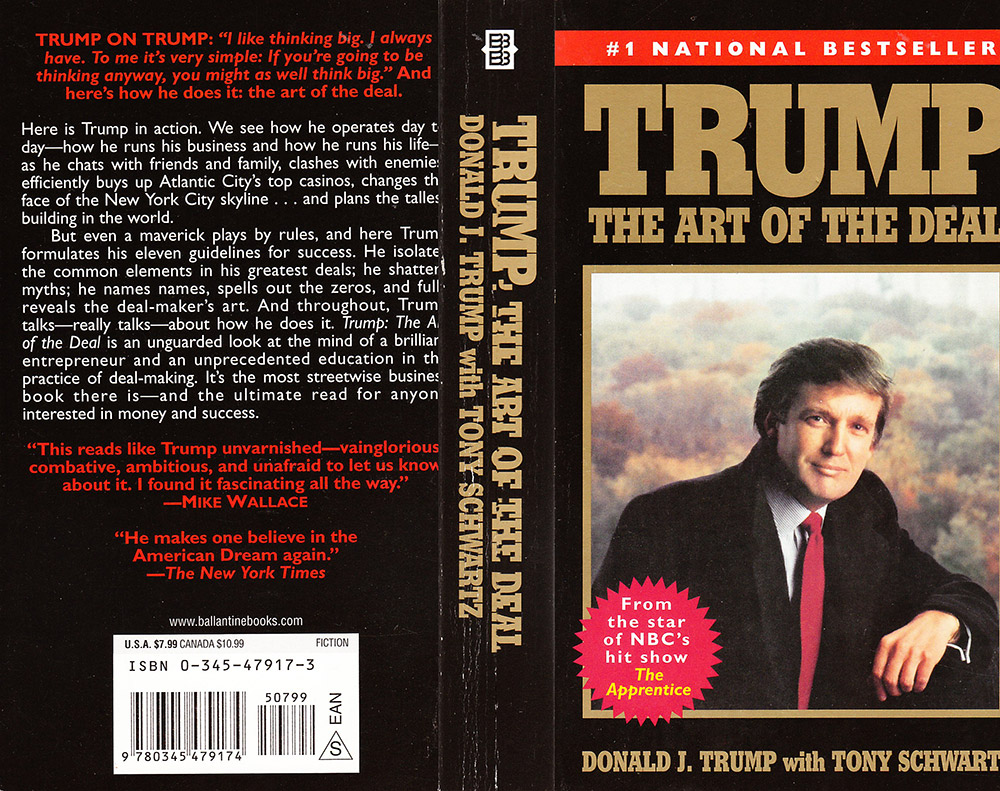 TRUMP ON TRUMP: “I like thinking big. I always
have. To me it’s very simple: If you’re going to be
thinking anyway, you might as well think big.” And
here’s how he does it: the art of the deal.
Here is Trump in action. We see how he operates day t
day—how he runs his business and how he runs his life—
as he chats with friends and family, clashes with enemies
efficiently buys up Atlantic City’s top casinos, changes th
face of the New York City skyline . . . and plans the talles
building in the world.
But even a maverick plays by rules, and here Trum
formulates his eleven guidelines for success. He isolate
the common elements in his greatest deals; he shatter
myths; he names names, spells out the zeros, and full
reveals the deal-maker’s art. And throughout, Trum
talks—really talks—about how he does it. Trump: The A
of the Deal is an unguarded look at the mind of a brillian
entrepreneur and an unprecedented education in th
practice of deal-making. It’s the most streetwise busines
book there is—and the ultimate read for anyon
interested in money and success.
“This reads like Trump unvarnished—vainglorious
combative, ambitious, and unafraid to let us know
about it. I found it fascinating all the way.”
—MIKE WALLACE
“He makes one believe in the
American Dream again.”
—The New York Times
www.ballantinebooks.com
U.S.A. $7.99 CANADA $10.99 FICTION
ISBN 0-345-47917-3
50799
9 780345 479174
EAN
S
TRUMP: THE ART OF THE DEAL
DONALD J. TRUMP with TONY SCHWARTZ
#1 NATIONAL BESTSELLER
TRUMP
THE ART OF THE DEAL
From
the star
of NBC’s
hit show
The
Apprentice
DONALD J. TRUMP with TONY SCHWART